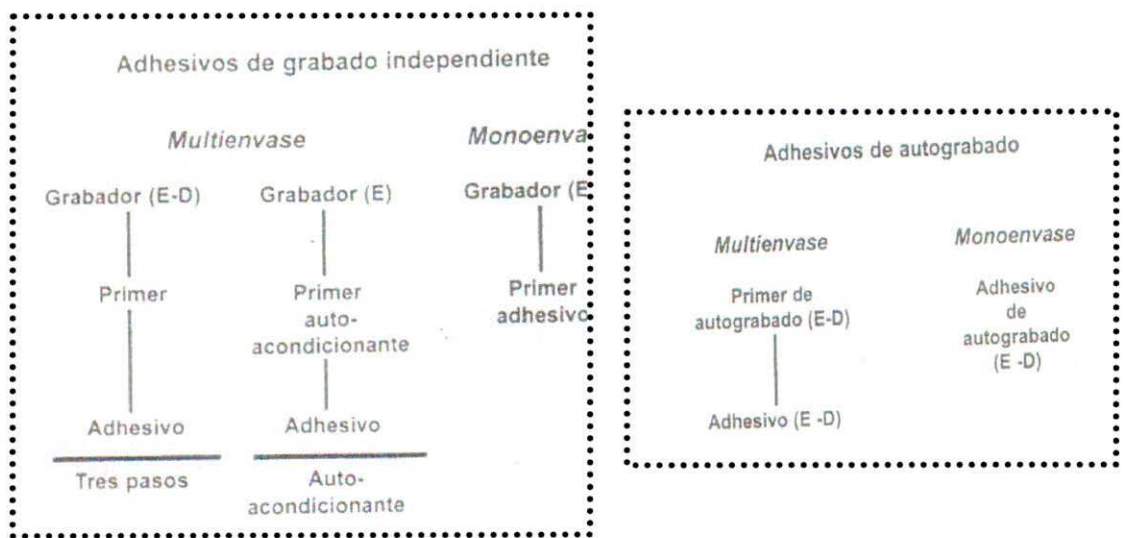 Adhesivos de grabado independiente
Multienvase
Monoenva
Grabador (E-D)
Grabador (E)
Grabador (E
Primer
Primer
auto-
acondicionante
Primer
adhesivo
Adhesivo
Adhesivo
Tres pasos
Auto-
acondicionante
Adhesivos de autograbado
Multienvase
Monoenvase
Primer de
autograbado (E-D)
Adhesivo
de
autograbado
(E -D)
Adhesivo (E -D)